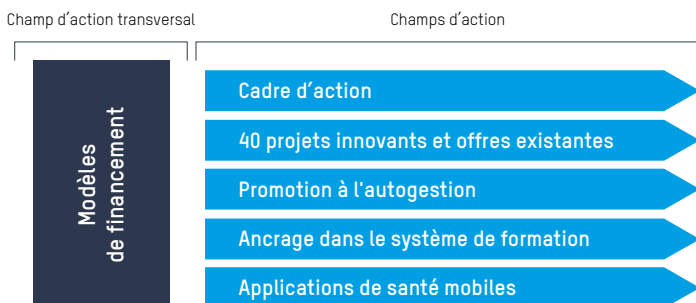 Champ d'action transversal
Champs d'action
Modèles
de financement
Cadre d'action
40 projets innovants et offres existantes
Promotion à l'autogestion
Ancrage dans le système de formation
Applications de santé mobiles